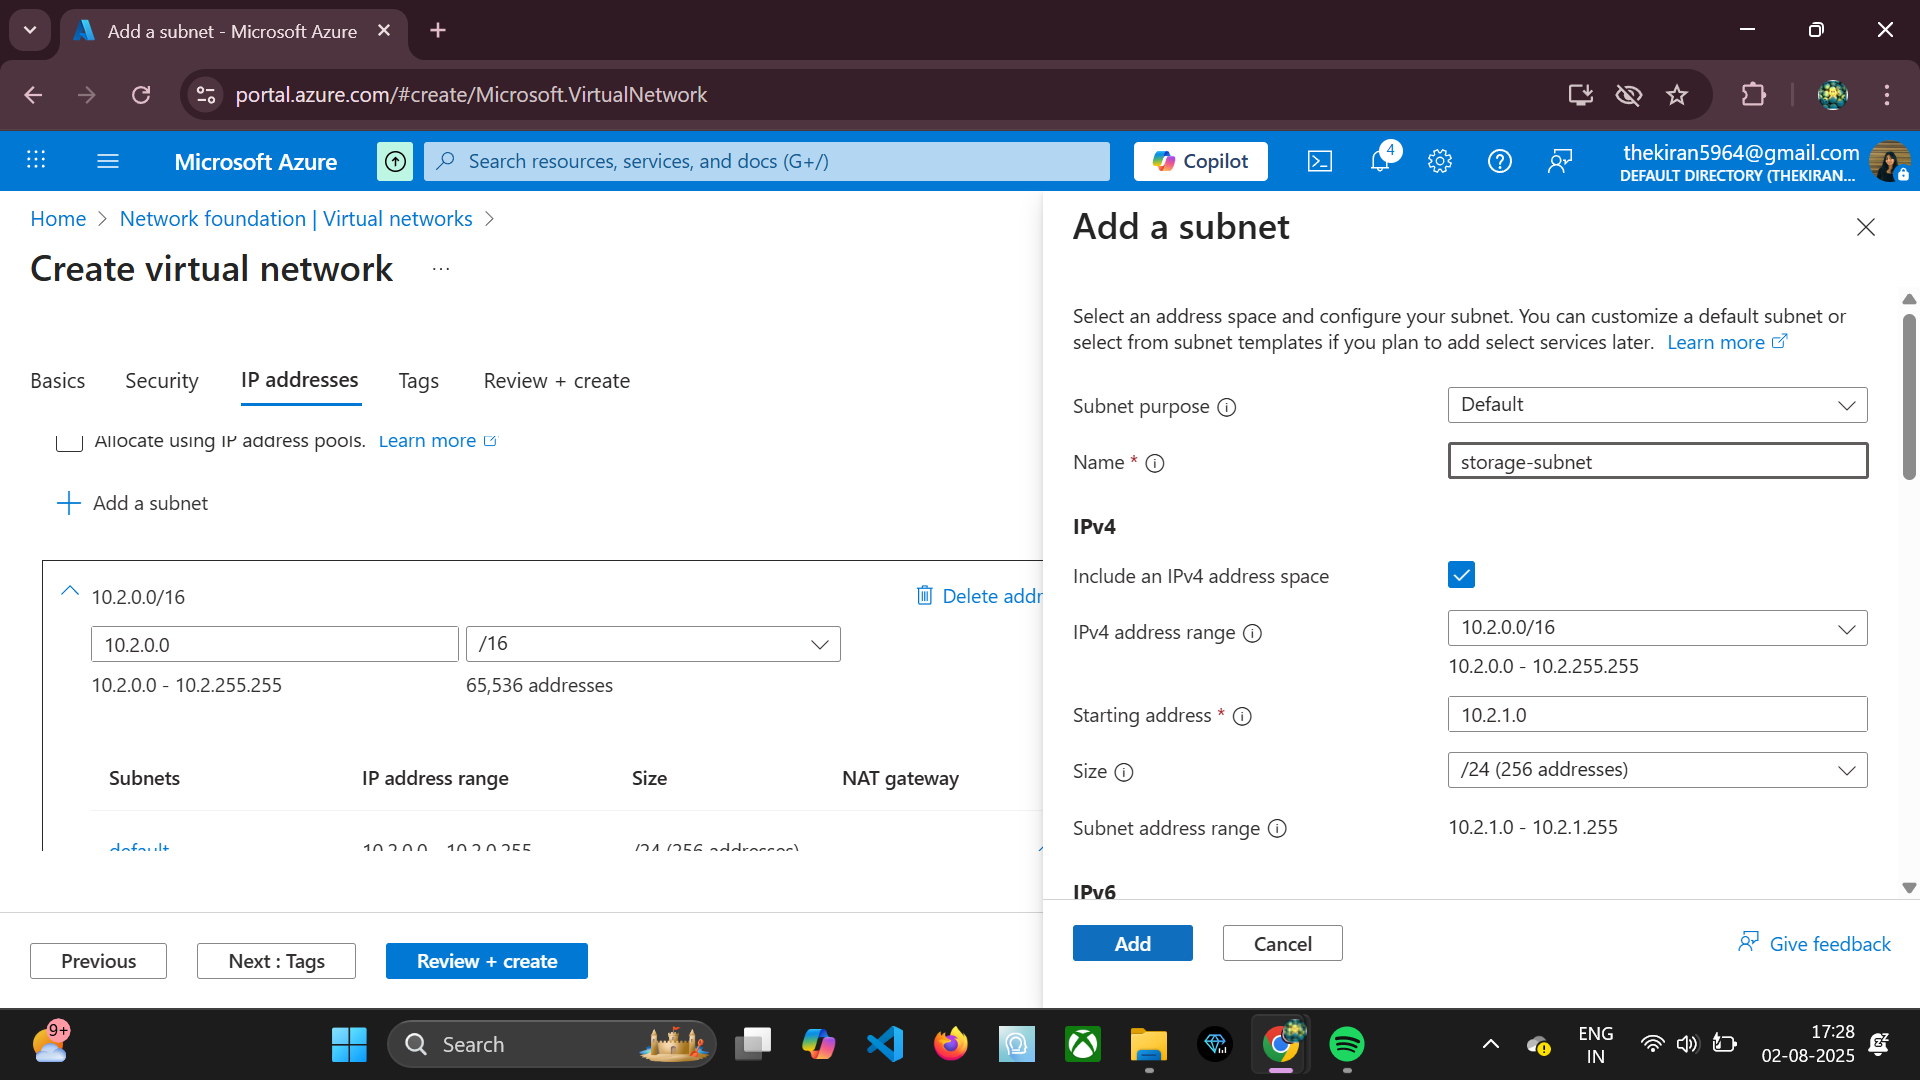 Add a subnet - Microsoft Azure
portal.azure.com/#create/Microsoft.VirtualNetwork
Microsoft Azure
Search resources, services, and docs (G+/)
Copilot
4
thekiran5964@gmail.com
DEFAULT DIRECTORY (THEKIRAN...
Home > Network foundation | Virtual networks >
Create virtual network ...
Basics
Security
IP addresses
Tags
Review + create
Allocate using IP address pools. Learn more
Add a subnet
10.2.0.0/16
Delete addr
10.2.0.0
/16
10.2.0.0 - 10.2.255.255
65,536 addresses
Subnets
IP address range
Size
NAT gateway
default
10.2.0.0 - 10.2.0.255
/24 (256 addresses)
Previous
Next : Tags
Review + create
Add a subnet
Select an address space and configure your subnet. You can customize a default subnet or
select from subnet templates if you plan to add select services later. Learn more
Subnet purpose
Default
Name *
storage-subnet
IPv4
Include an IPv4 address space
IPv4 address range
10.2.0.0/16
10.2.0.0 - 10.2.255.255
Starting address *
10.2.1.0
Size
/24 (256 addresses)
Subnet address range
10.2.1.0 - 10.2.1.255
IPv6
Add
Cancel
Give feedback
9+
Search
ENG
IN
17:28
02-08-2025